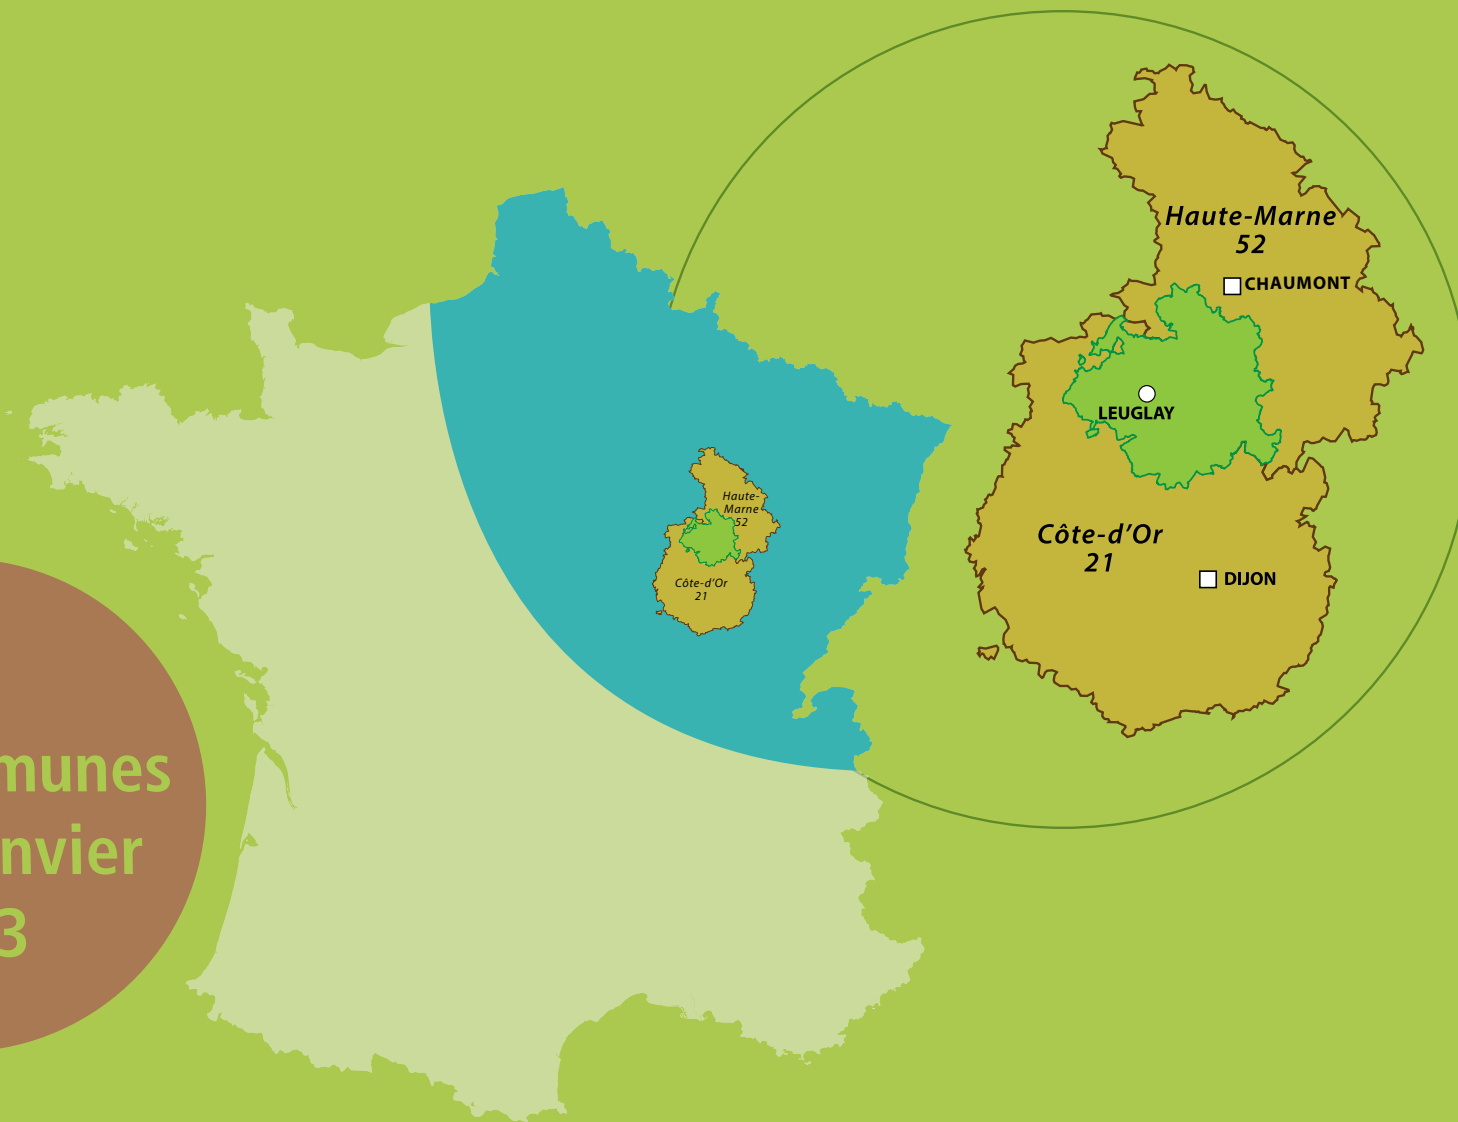 Haute-Marne
52
CHAUMONT
LEUGLAY
Côte-d'Or
21
DIJON
Haute-
Marne
52
Côte-d'Or
21
munes
nvier
3